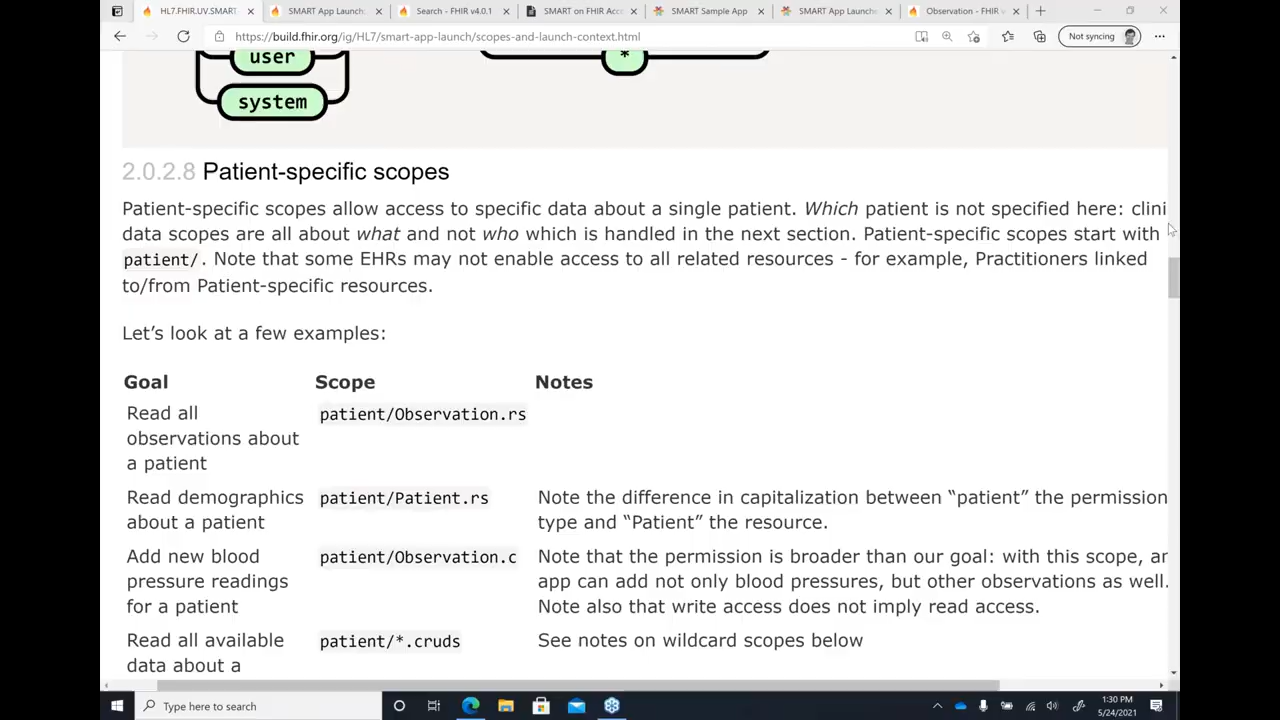 HL7.FHIR.UV.SMART
SMART App Launch
Search - FHIR v4.0.1
SMART on FHIR Acc
SMART Sample App
SMART App Launch
Observation - FHIR v
https://build.fhir.org/ig/HL7/smart-app-launch/scopes-and-launch-context.html
Not syncing
user
*
system
2.0.2.8 Patient-specific scopes
Patient-specific scopes allow access to specific data about a single patient. Which patient is not specified here: clini
data scopes are all about what and not who which is handled in the next section. Patient-specific scopes start with
patient/. Note that some EHRs may not enable access to all related resources - for example, Practitioners linked
to/from Patient-specific resources.
Let's look at a few examples:
Goal Scope Notes
Read all
observations about
a patient
patient/Observation.rs
Read demographics
about a patient
patient/Patient.rs
Note the difference in capitalization between “patient” the permission
type and “Patient” the resource.
Add new blood
pressure readings
for a patient
patient/Observation.c
Note that the permission is broader than our goal: with this scope, an
app can add not only blood pressures, but other observations as well.
Note also that write access does not imply read access.
Read all available
data about a
patient/*.cruds
See notes on wildcard scopes below
Type here to search
1:30 PM
5/24/2021